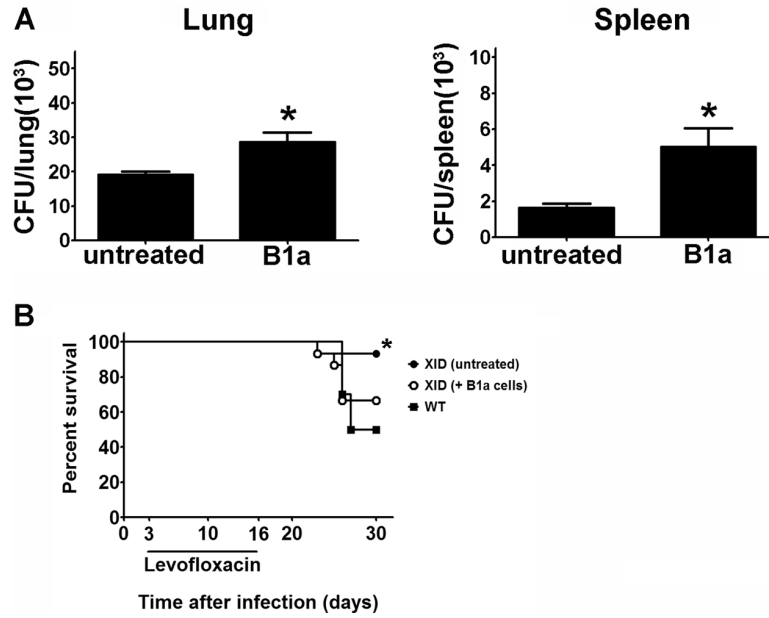 A
Lung
Spleen
CFU/lung(10³)
50
40
30
20
10
0
*
untreated
B1a
CFU/spleen(10³)
10
8
6
4
2
0
*
untreated
B1a
B
Percent survival
100
80
60
40
20
0
*
XID (untreated)
XID (+ B1a cells)
WT
0 3 10 16 20 30
Levofloxacin
Time after infection (days)